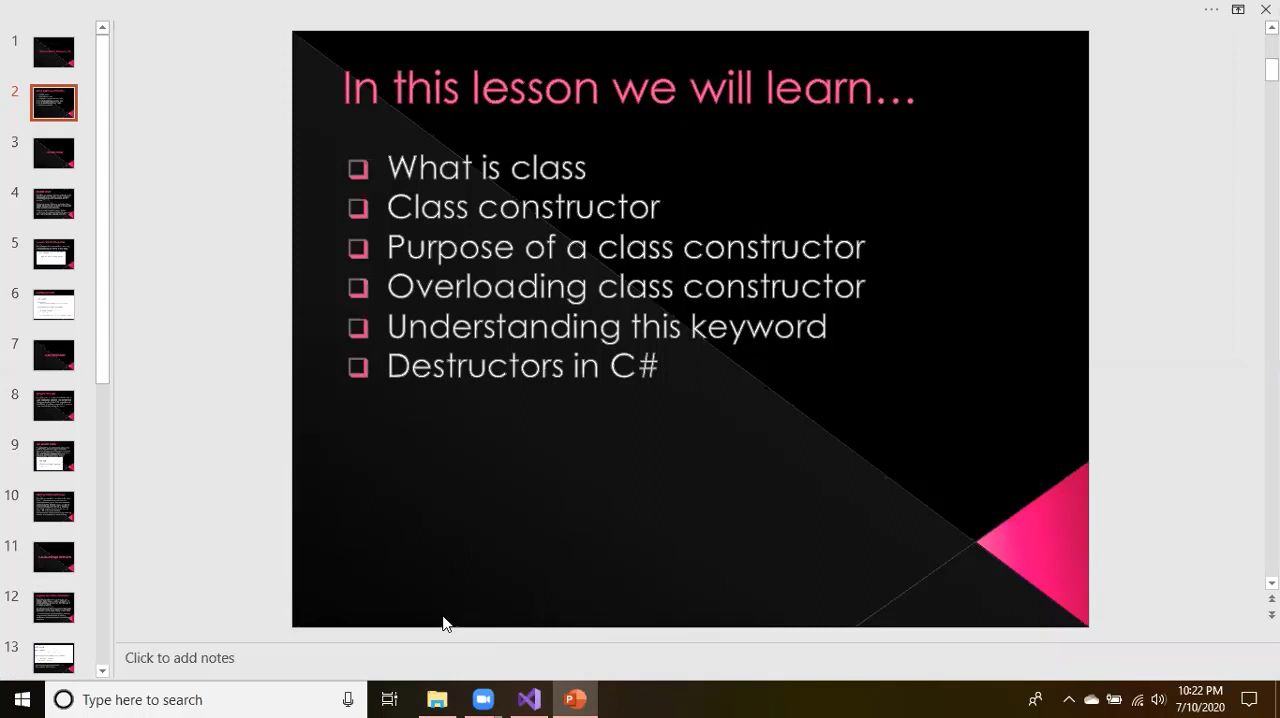 In this lesson we will learn...
What is class
Class constructor
Purpose of a class constructor
Overloading class constructor
Understanding this keyword
Destructors in C#
1
2
3
4
5
6
7
8
9
10
11
12
13
Click to add notes
Type here to search
10:22 PM
7/10/2020